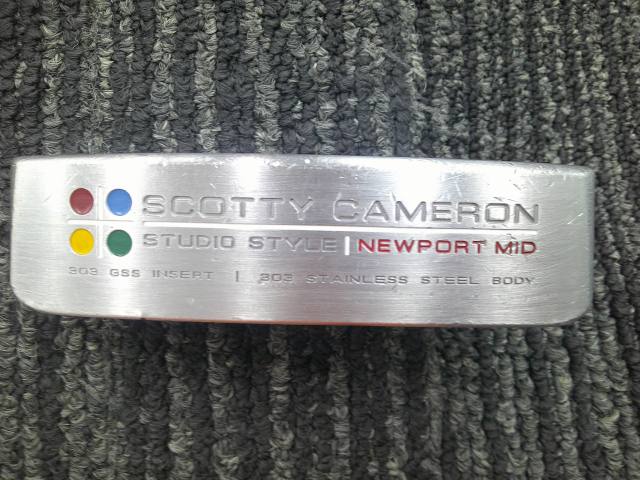 SCOTTY CAMERON
STUDIO STYLE | NEWPORT MID
303 GSS INSERT | 303 STAINLESS STEEL BODY